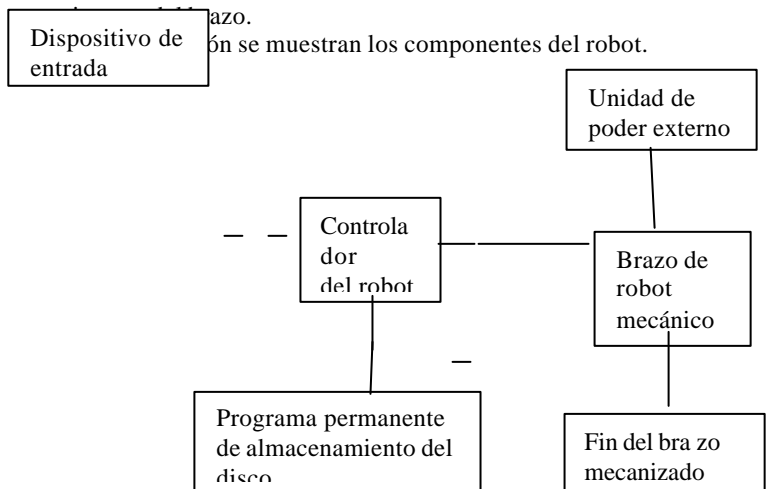 azo.
Dispositivo de
entrada
ón se muestran los componentes del robot.
Unidad de
poder externo
Controla
dor
del robot
Brazo de
robot
mecánico
Programa permanente
de almacenamiento del
disco
Fin del bra zo
mecanizado